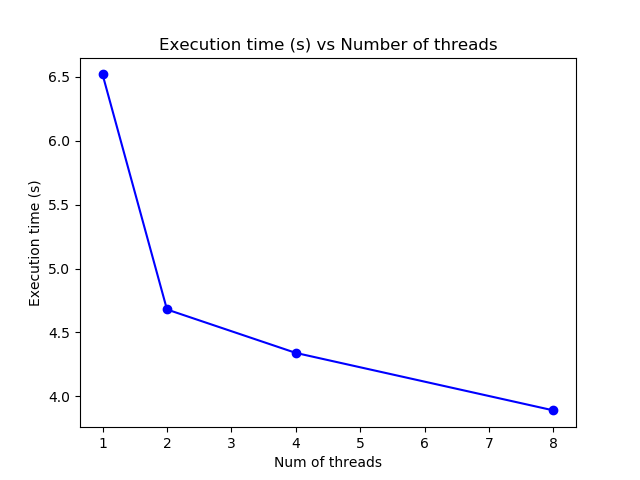 Execution time (s) vs Number of threads
6.5
6.0
5.5
5.0
4.5
4.0
Execution time (s)
1 2 3 4 5 6 7 8
Num of threads